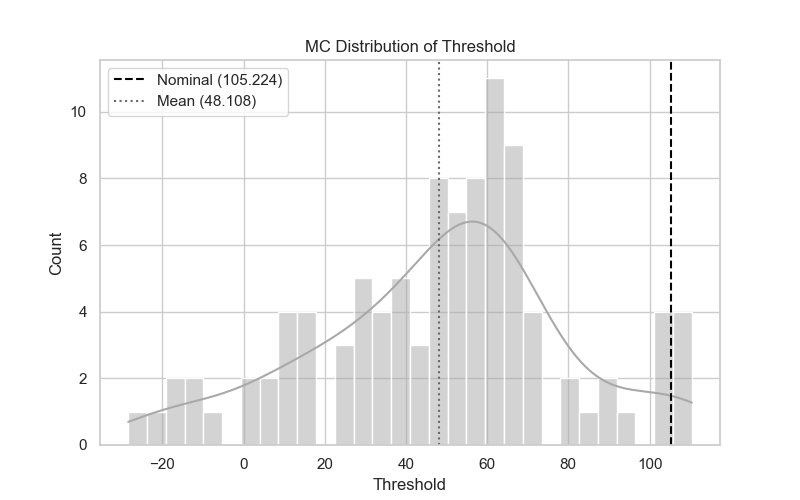 MC Distribution of Threshold
Nominal (105.224)
Mean (48.108)
10
8
6
4
2
0
Count
−20
0
20
40
60
80
100
Threshold